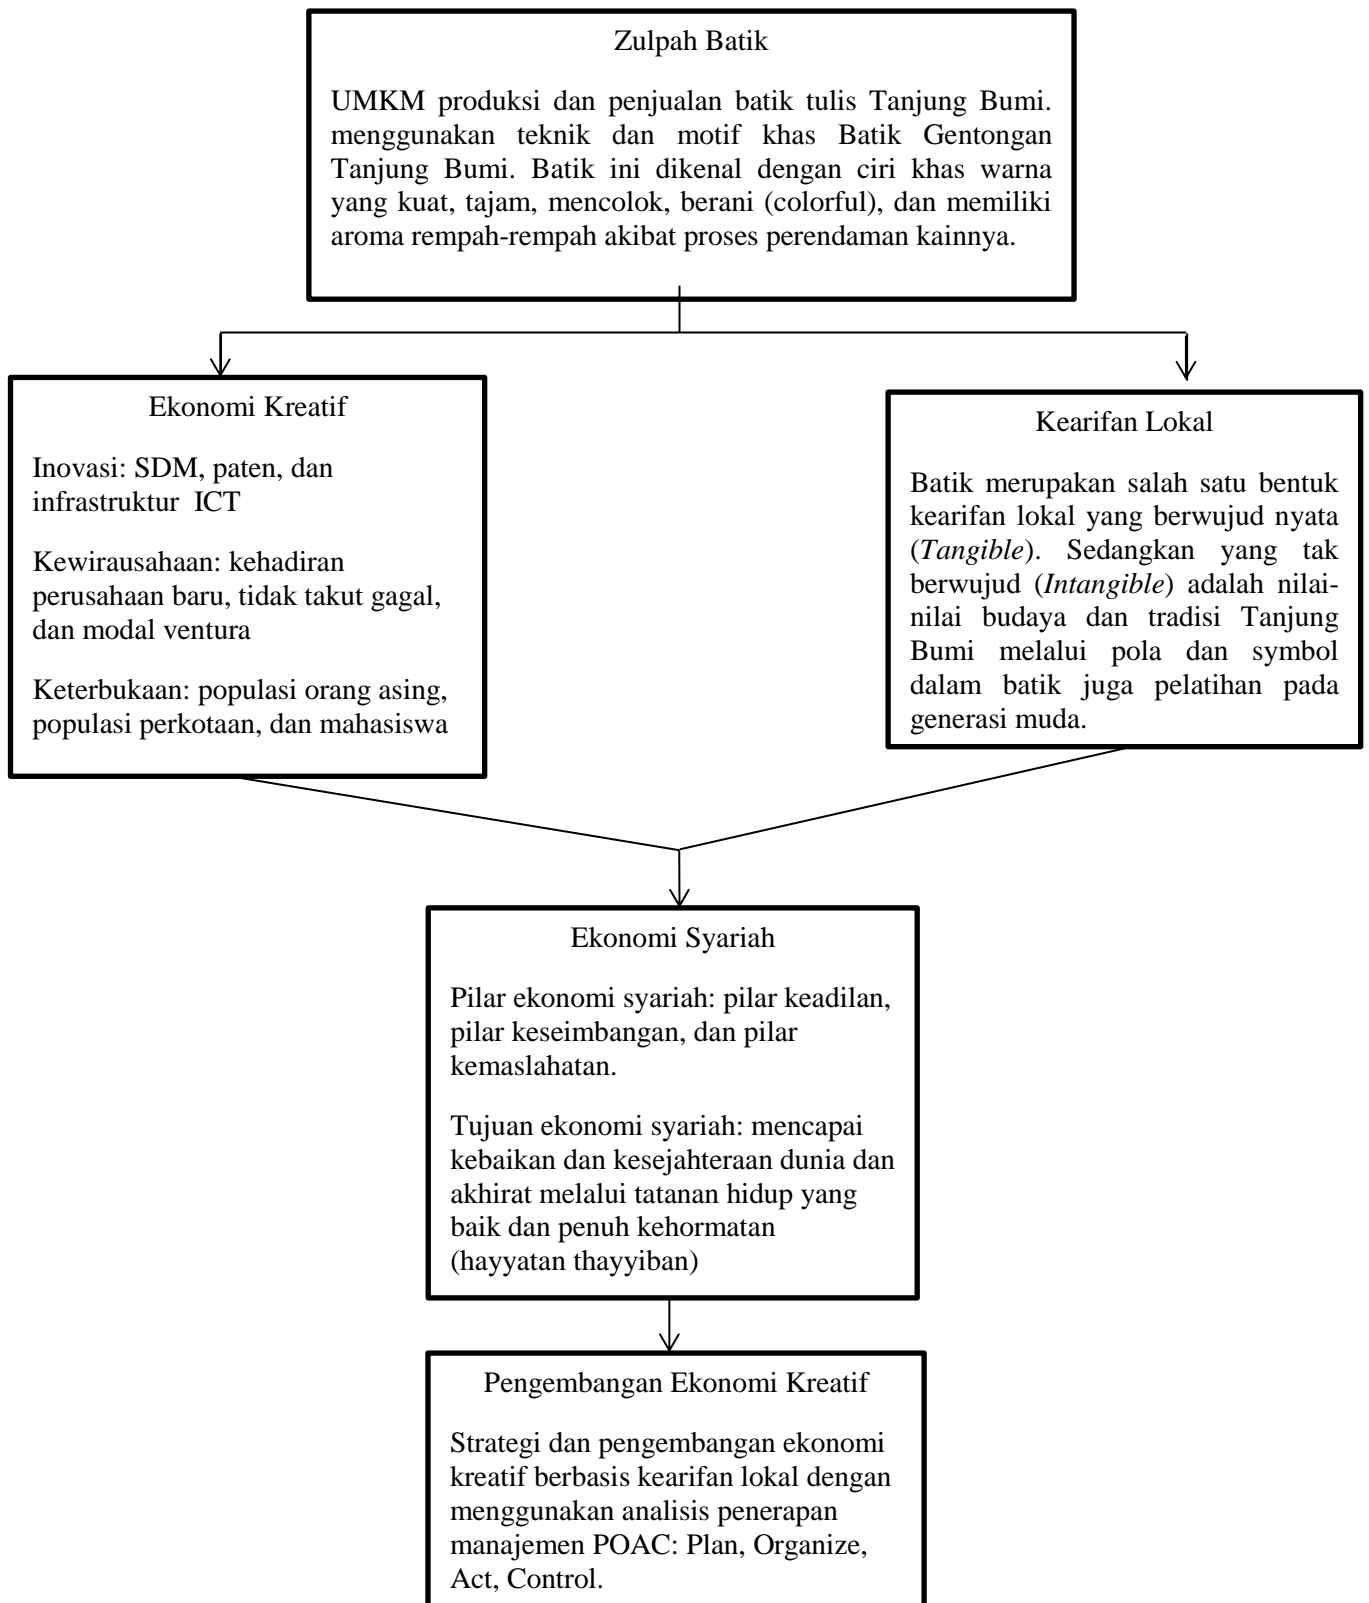 Zulpah Batik
UMKM produksi dan penjualan batik tulis Tanjung Bumi.
menggunakan teknik dan motif khas Batik Gentongan
Tanjung Bumi. Batik ini dikenal dengan ciri khas warna
yang kuat, tajam, mencolok, berani (colorful), dan memiliki
aroma rempah-rempah akibat proses perendaman kainnya.
Ekonomi Kreatif
Inovasi: SDM, paten, dan
infrastruktur ICT
Kewirausahaan: kehadiran
perusahaan baru, tidak takut gagal,
dan modal ventura
Keterbukaan: populasi orang asing,
populasi perkotaan, dan mahasiswa
Kearifan Lokal
Batik merupakan salah satu bentuk
kearifan lokal yang berwujud nyata
(Tangible). Sedangkan yang tak
berwujud (Intangible) adalah nilai-
nilai budaya dan tradisi Tanjung
Bumi melalui pola dan symbol
dalam batik juga pelatihan pada
generasi muda.
Ekonomi Syariah
Pilar ekonomi syariah: pilar keadilan,
pilar keseimbangan, dan pilar
kemaslahatan.
Tujuan ekonomi syariah: mencapai
kebaikan dan kesejahteraan dunia dan
akhirat melalui tatanan hidup yang
baik dan penuh kehormatan
(hayyatan thayyiban)
Pengembangan Ekonomi Kreatif
Strategi dan pengembangan ekonomi
kreatif berbasis kearifan lokal dengan
menggunakan analisis penerapan
manajemen POAC: Plan, Organize,
Act, Control.